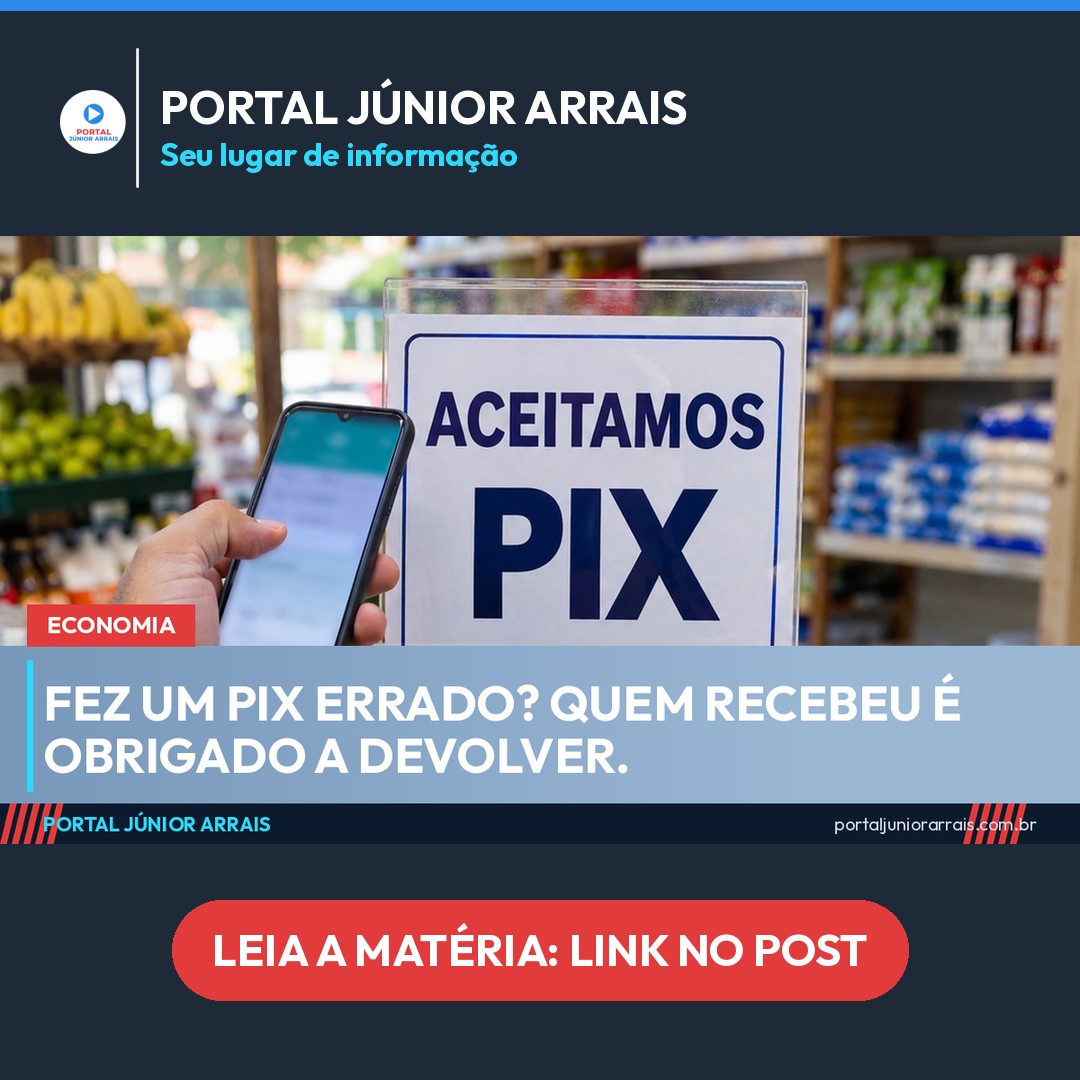 PORTAL JÚNIOR ARRAIS
Seu lugar de informação
PORTAL
JÚNIOR ARRAIS
ACEITAMOS
PIX
ECONOMIA
FEZ UM PIX ERRADO? QUEM RECEBEU É
OBRIGADO A DEVOLVER.
PORTAL JÚNIOR ARRAIS
portaljuniorarrais.com.br
LEIA A MATÉRIA: LINK NO POST